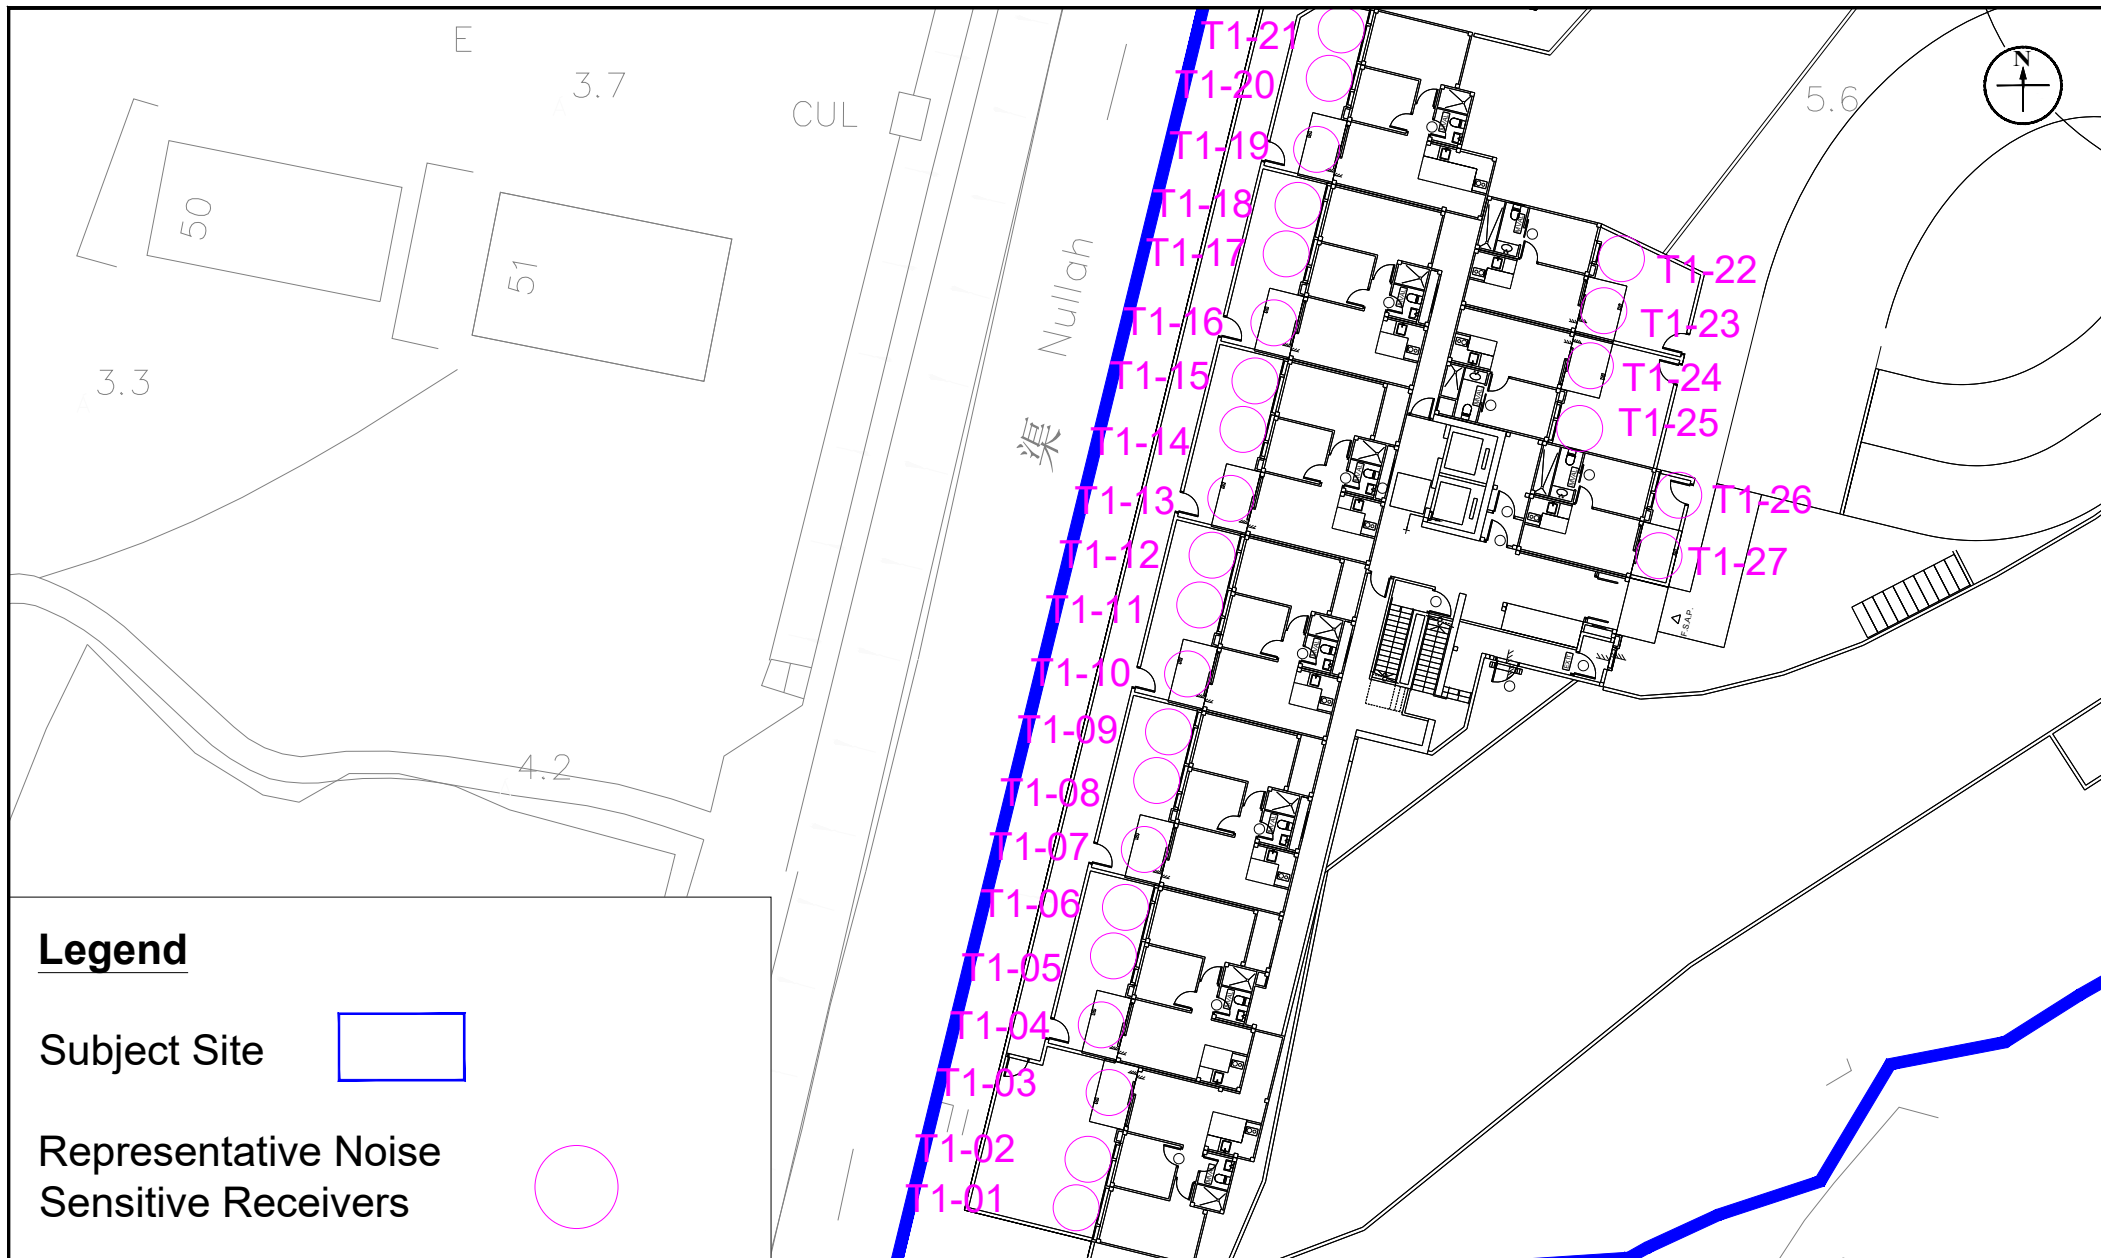 E
3.7
CUL
50
51
3.3
4.2
Nullah
渠
5.6
N
T1-21
T1-20
T1-19
T1-18
T1-17
T1-16
T1-15
T1-14
T1-13
T1-12
T1-11
T1-10
T1-09
T1-08
T1-07
T1-06
T1-05
T1-04
T1-03
T1-02
T1-01
T1-22
T1-23
T1-24
T1-25
T1-26
T1-27
F.S.A.P.
Legend
Subject Site
Representative Noise
Sensitive Receivers